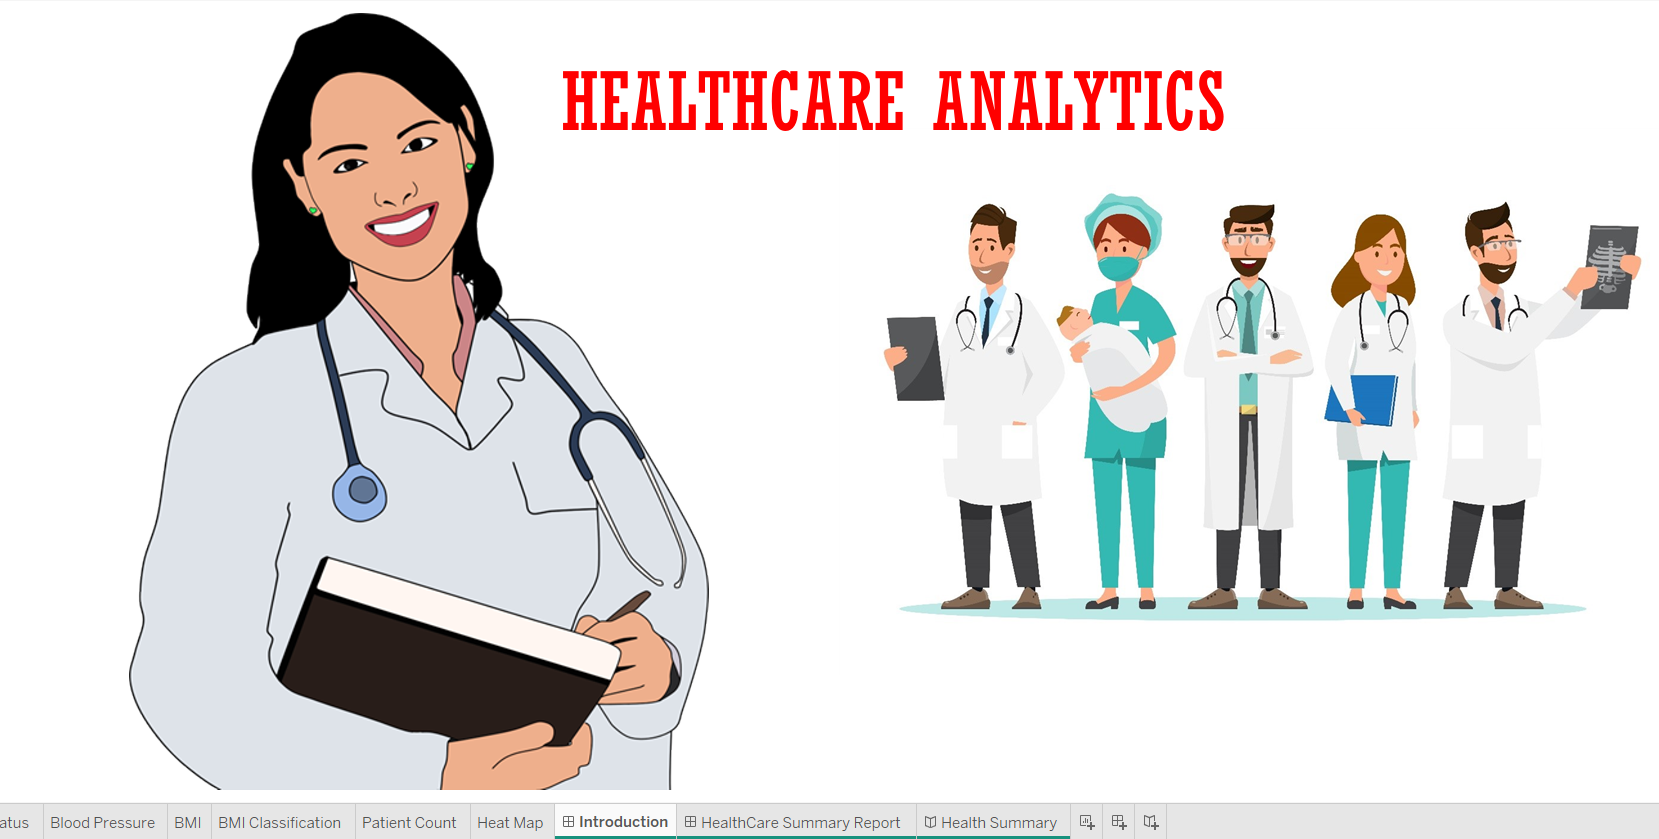 HEALTHCARE ANALYTICS
atus Blood Pressure BMI BMI Classification Patient Count Heat Map Introduction HealthCare Summary Report Health Summary